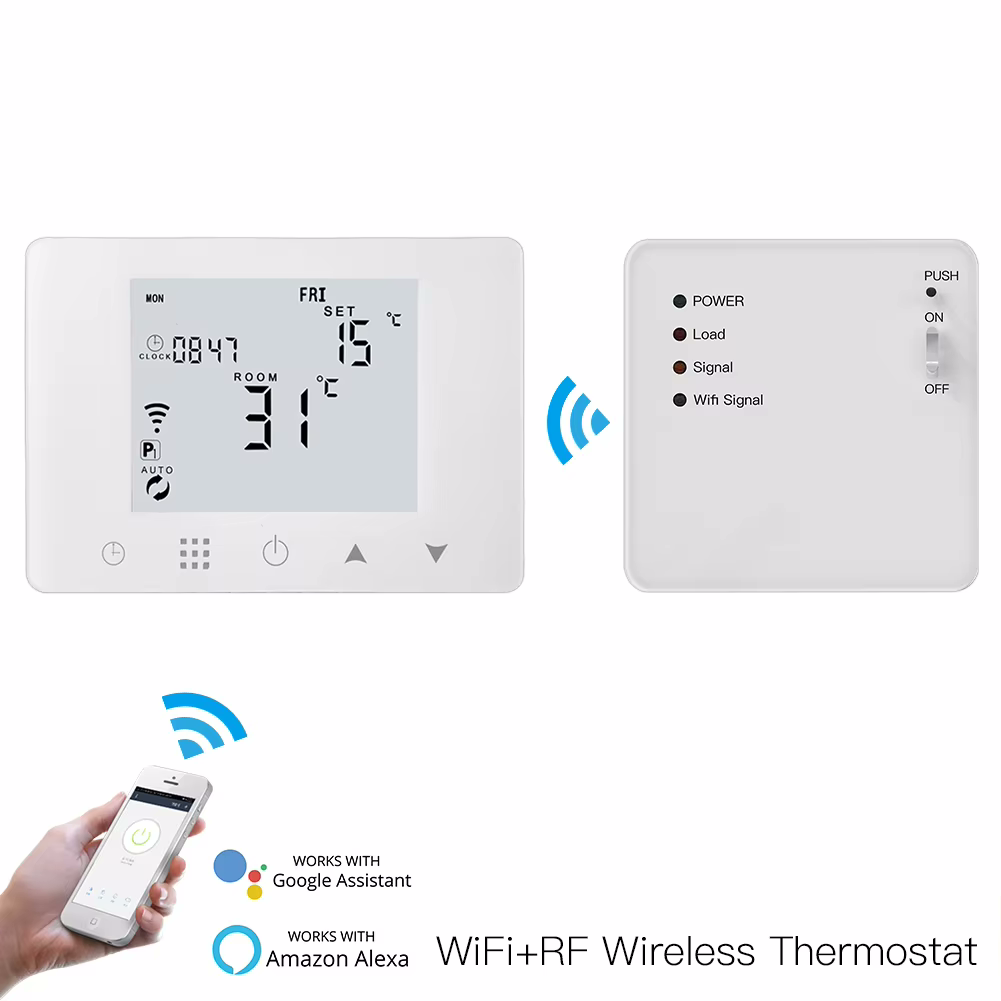 MON
FRI
SET
15 °C
CLOCK 0847
ROOM
31 °C
P1
AUTO
POWER
Load
Signal
Wifi Signal
PUSH
ON
OFF
WORKS WITH
Google Assistant
WORKS WITH
Amazon Alexa
WiFi+RF Wireless Thermostat